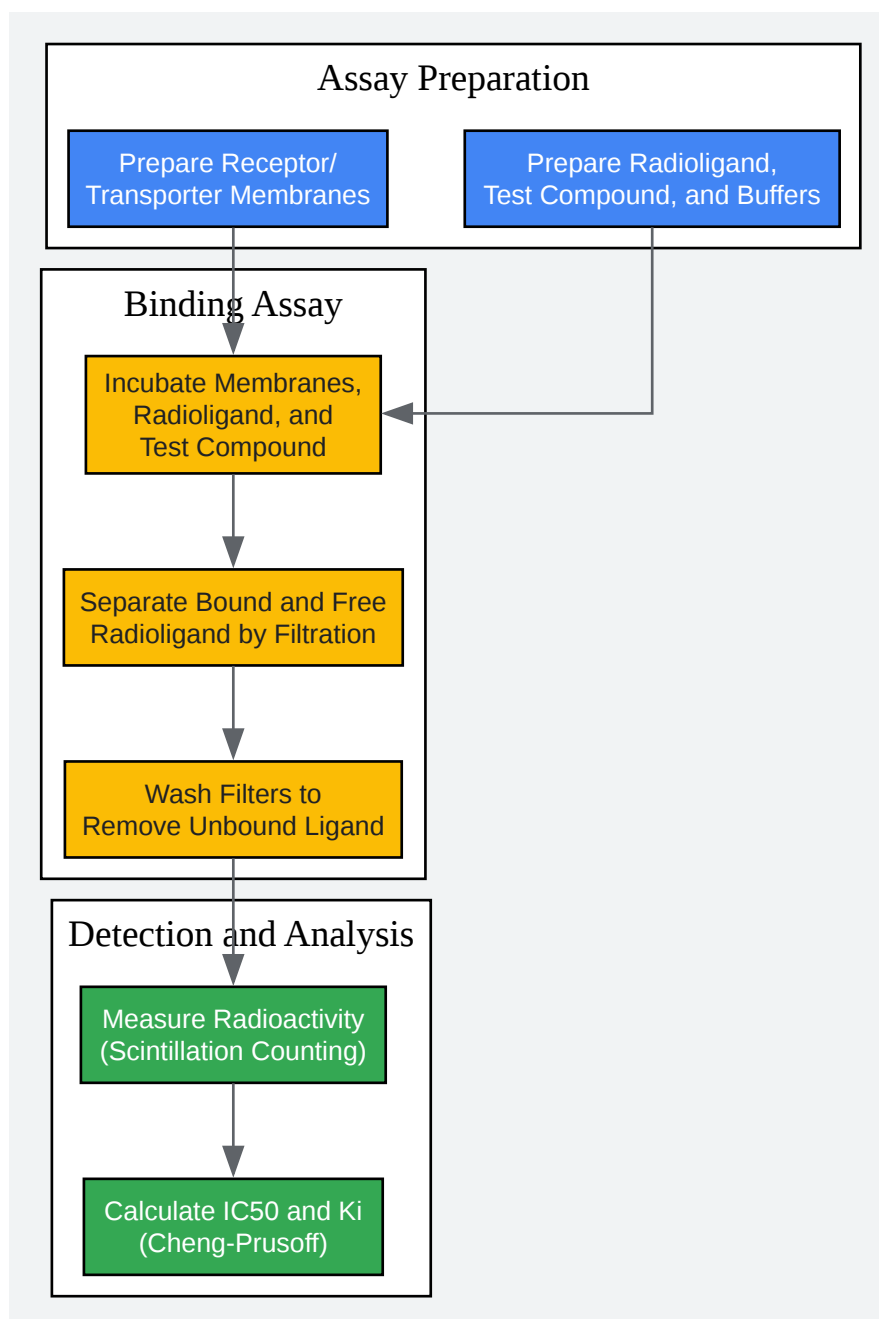 Assay Preparation
Prepare Receptor/
Transporter Membranes
Prepare Radioligand,
Test Compound, and Buffers
Binding Assay
Incubate Membranes,
Radioligand, and
Test Compound
Separate Bound and Free
Radioligand by Filtration
Wash Filters to
Remove Unbound Ligand
Detection and Analysis
Measure Radioactivity
(Scintillation Counting)
Calculate IC50 and Ki
(Cheng-Prusoff)